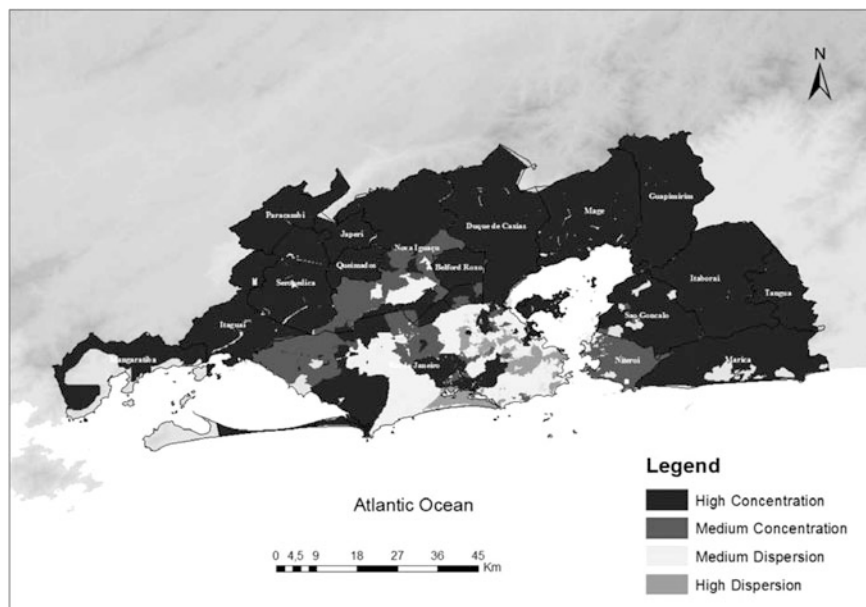 N
Paracambi
Japeri
Nova Iguaçu
Duque de Caxias
Mage
Guapimirim
Queimados
Belford Roxo
Seropedica
Itaguai
Mangaratiba
Itaborai
Tangua
Sao Goncalo
Niteroi
Marica
Janeiro
Atlantic Ocean
0 4,5 9 18 27 36 45
Km
Legend
High Concentration
Medium Concentration
Medium Dispersion
High Dispersion